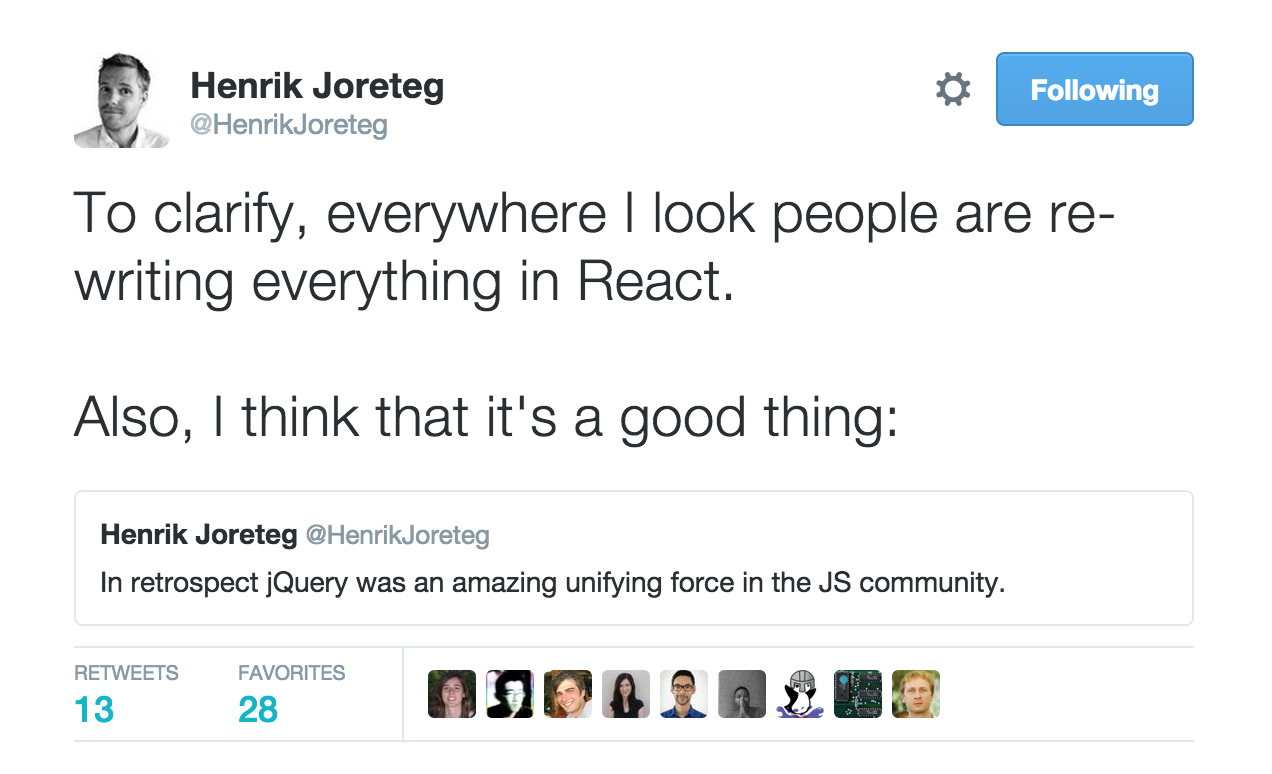 Henrik Joreteg
@HenrikJoreteg
Following
To clarify, everywhere I look people are re-
writing everything in React.
Also, I think that it's a good thing:
Henrik Joreteg @HenrikJoreteg
In retrospect jQuery was an amazing unifying force in the JS community.
RETWEETS FAVORITES
13 28